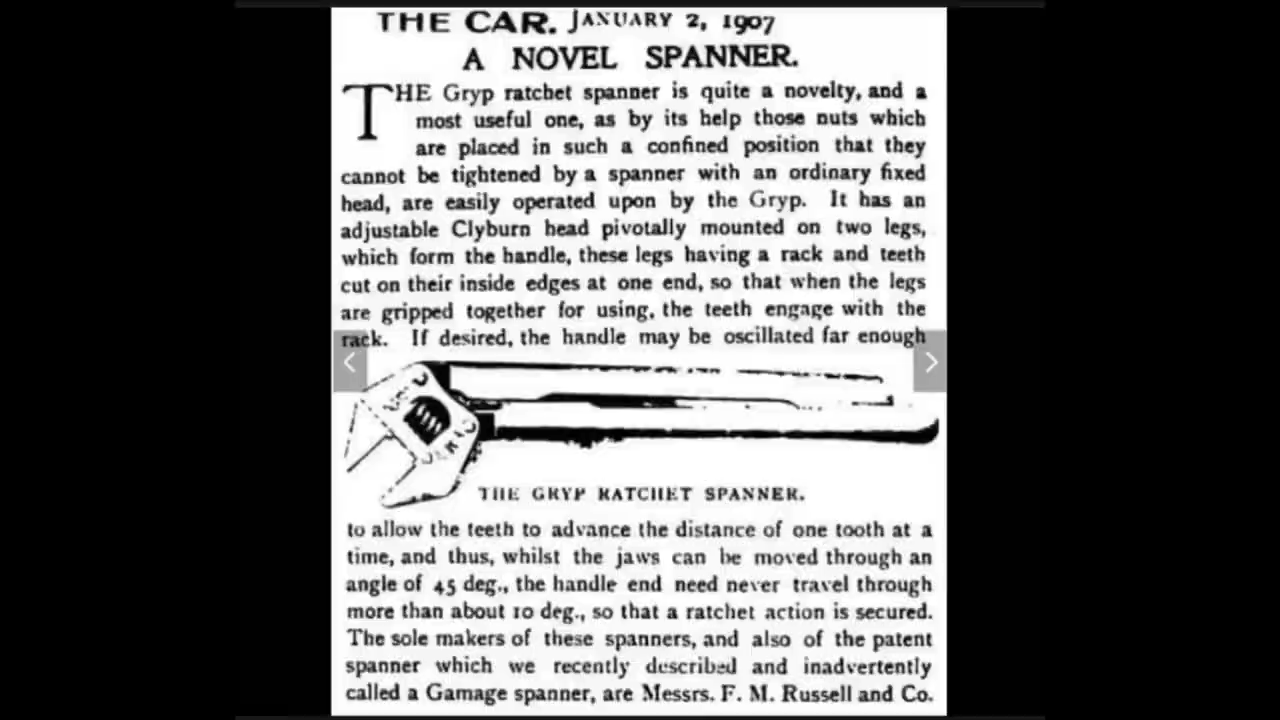 THE CAR. JANUARY 2, 1907
A NOVEL SPANNER.
THE Gryp ratchet spanner is quite a novelty, and a
most useful one, as by its help those nuts which
are placed in such a confined position that they
cannot be tightened by a spanner with an ordinary fixed
head, are easily operated upon by the Gryp. It has an
adjustable Clyburn head pivotally mounted on two legs,
which form the handle, these legs having a rack and teeth
cut on their inside edges at one end, so that when the legs
are gripped together for using, the teeth engage with the
rack. If desired, the handle may be oscillated far enough
THE GRYP RATCHET SPANNER.
to allow the teeth to advance the distance of one tooth at a
time, and thus, whilst the jaws can be moved through an
angle of 45 deg., the handle end need never travel through
more than about 10 deg., so that a ratchet action is secured.
The sole makers of these spanners, and also of the patent
spanner which we recently described and inadvertently
called a Gamage spanner, are Messrs. F. M. Russell and Co.